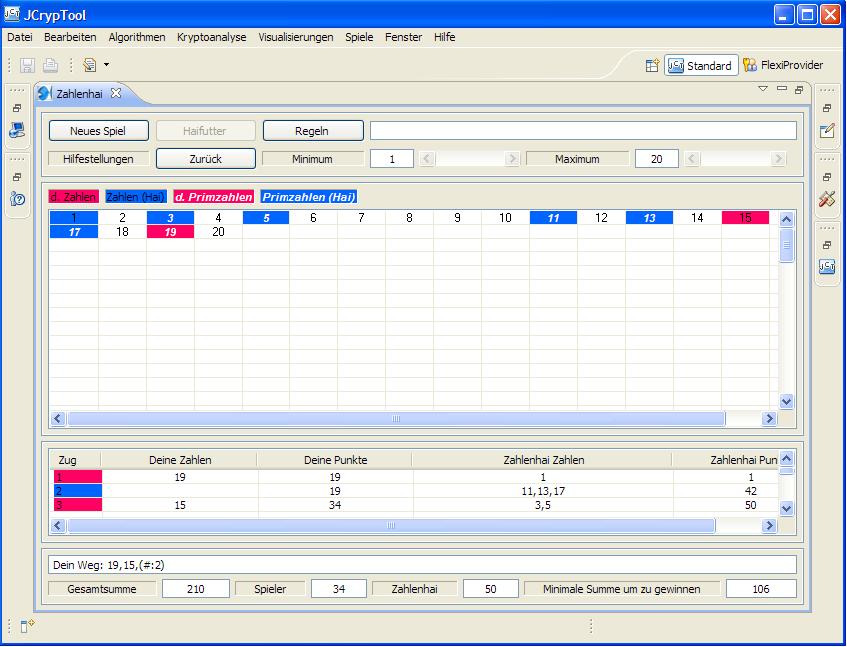 JCrypTool
Datei Bearbeiten Algorithmen Kryptoanalyse Visualisierungen Spiele Fenster Hilfe
JCT Standard FlexiProvider
Zahlenhai
Neues Spiel Haifutter Regeln
Hilfestellungen Zurück Minimum 1 Maximum 20
d. Zahlen Zahlen (Hai) d. Primzahlen Primzahlen (Hai)
1 2 3 4 5 6 7 8 9 10 11 12 13 14 15
17 18 19 20
Zug Deine Zahlen Deine Punkte Zahlenhai Zahlen Zahlenhai Pun
1 19 19 1 1
2 19 11,13,17 42
3 15 34 3,5 50
Dein Weg: 19,15,(#:2)
Gesamtsumme 210 Spieler 34 Zahlenhai 50 Minimale Summe um zu gewinnen 106